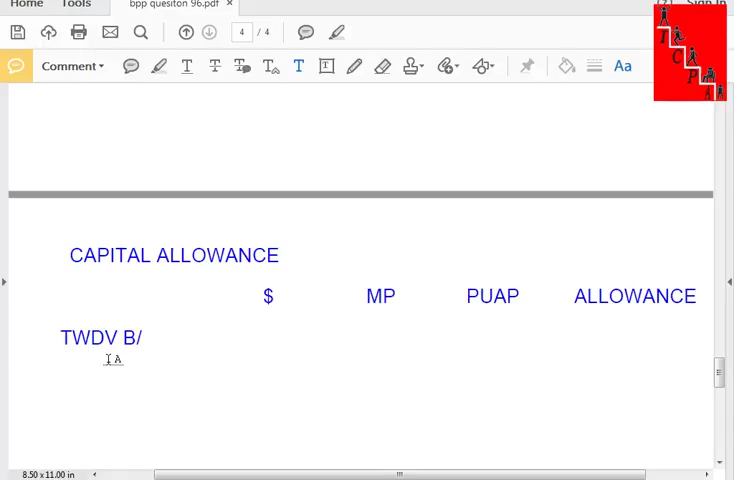 Home Tools bpp quesiton 96.pdf × Sign In
4 / 4
Comment Aa
T
C
P
A
CAPITAL ALLOWANCE
$ MP PUAP ALLOWANCE
TWDV B/
8.50 x 11.00 in